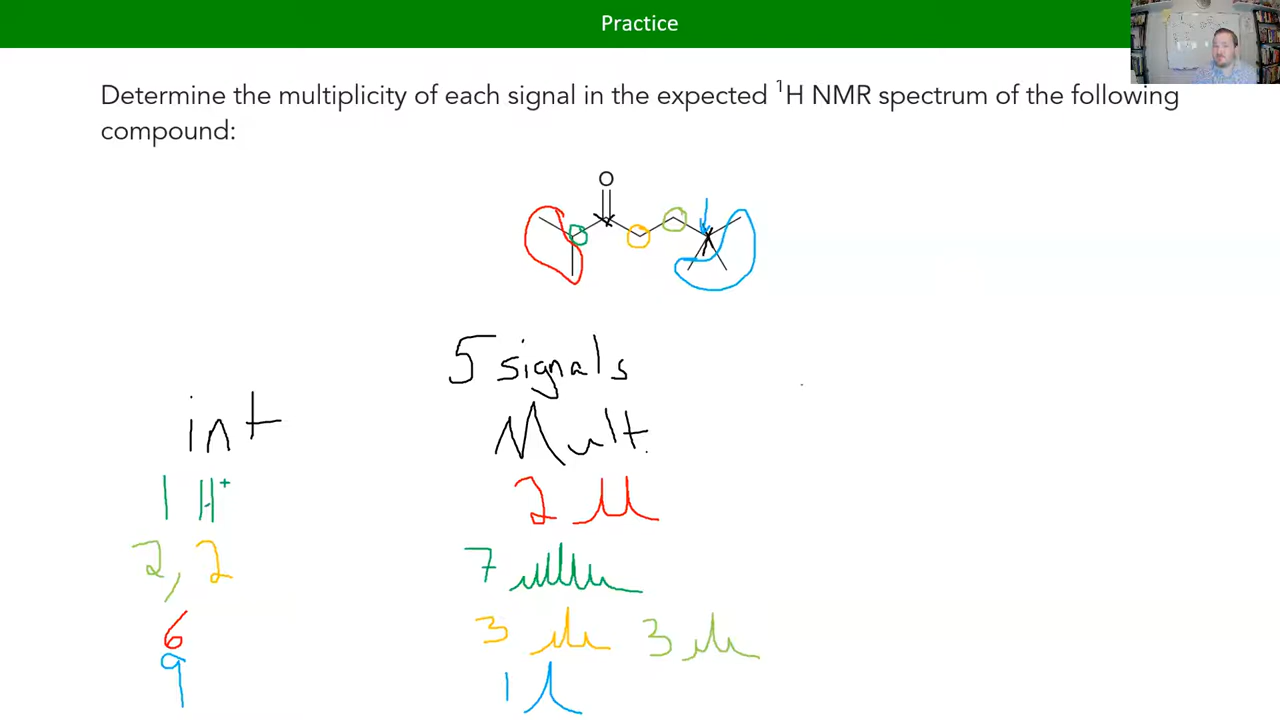 Practice
Determine the multiplicity of each signal in the expected ¹H NMR spectrum of the following
compound:
O
5 signals
int Mult.
1 H⁺ 2
7
2, 2
3 3
6
9 1